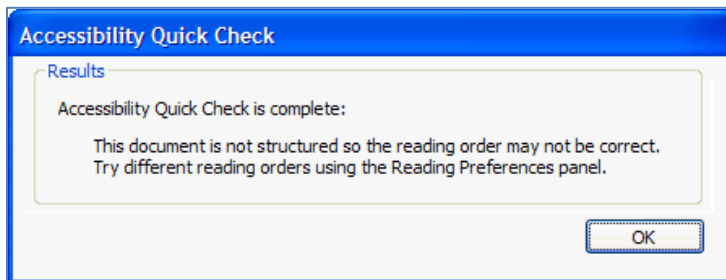 Accessibility Quick Check
Results
Accessibility Quick Check is complete:
This document is not structured so the reading order may not be correct.
Try different reading orders using the Reading Preferences panel.
OK